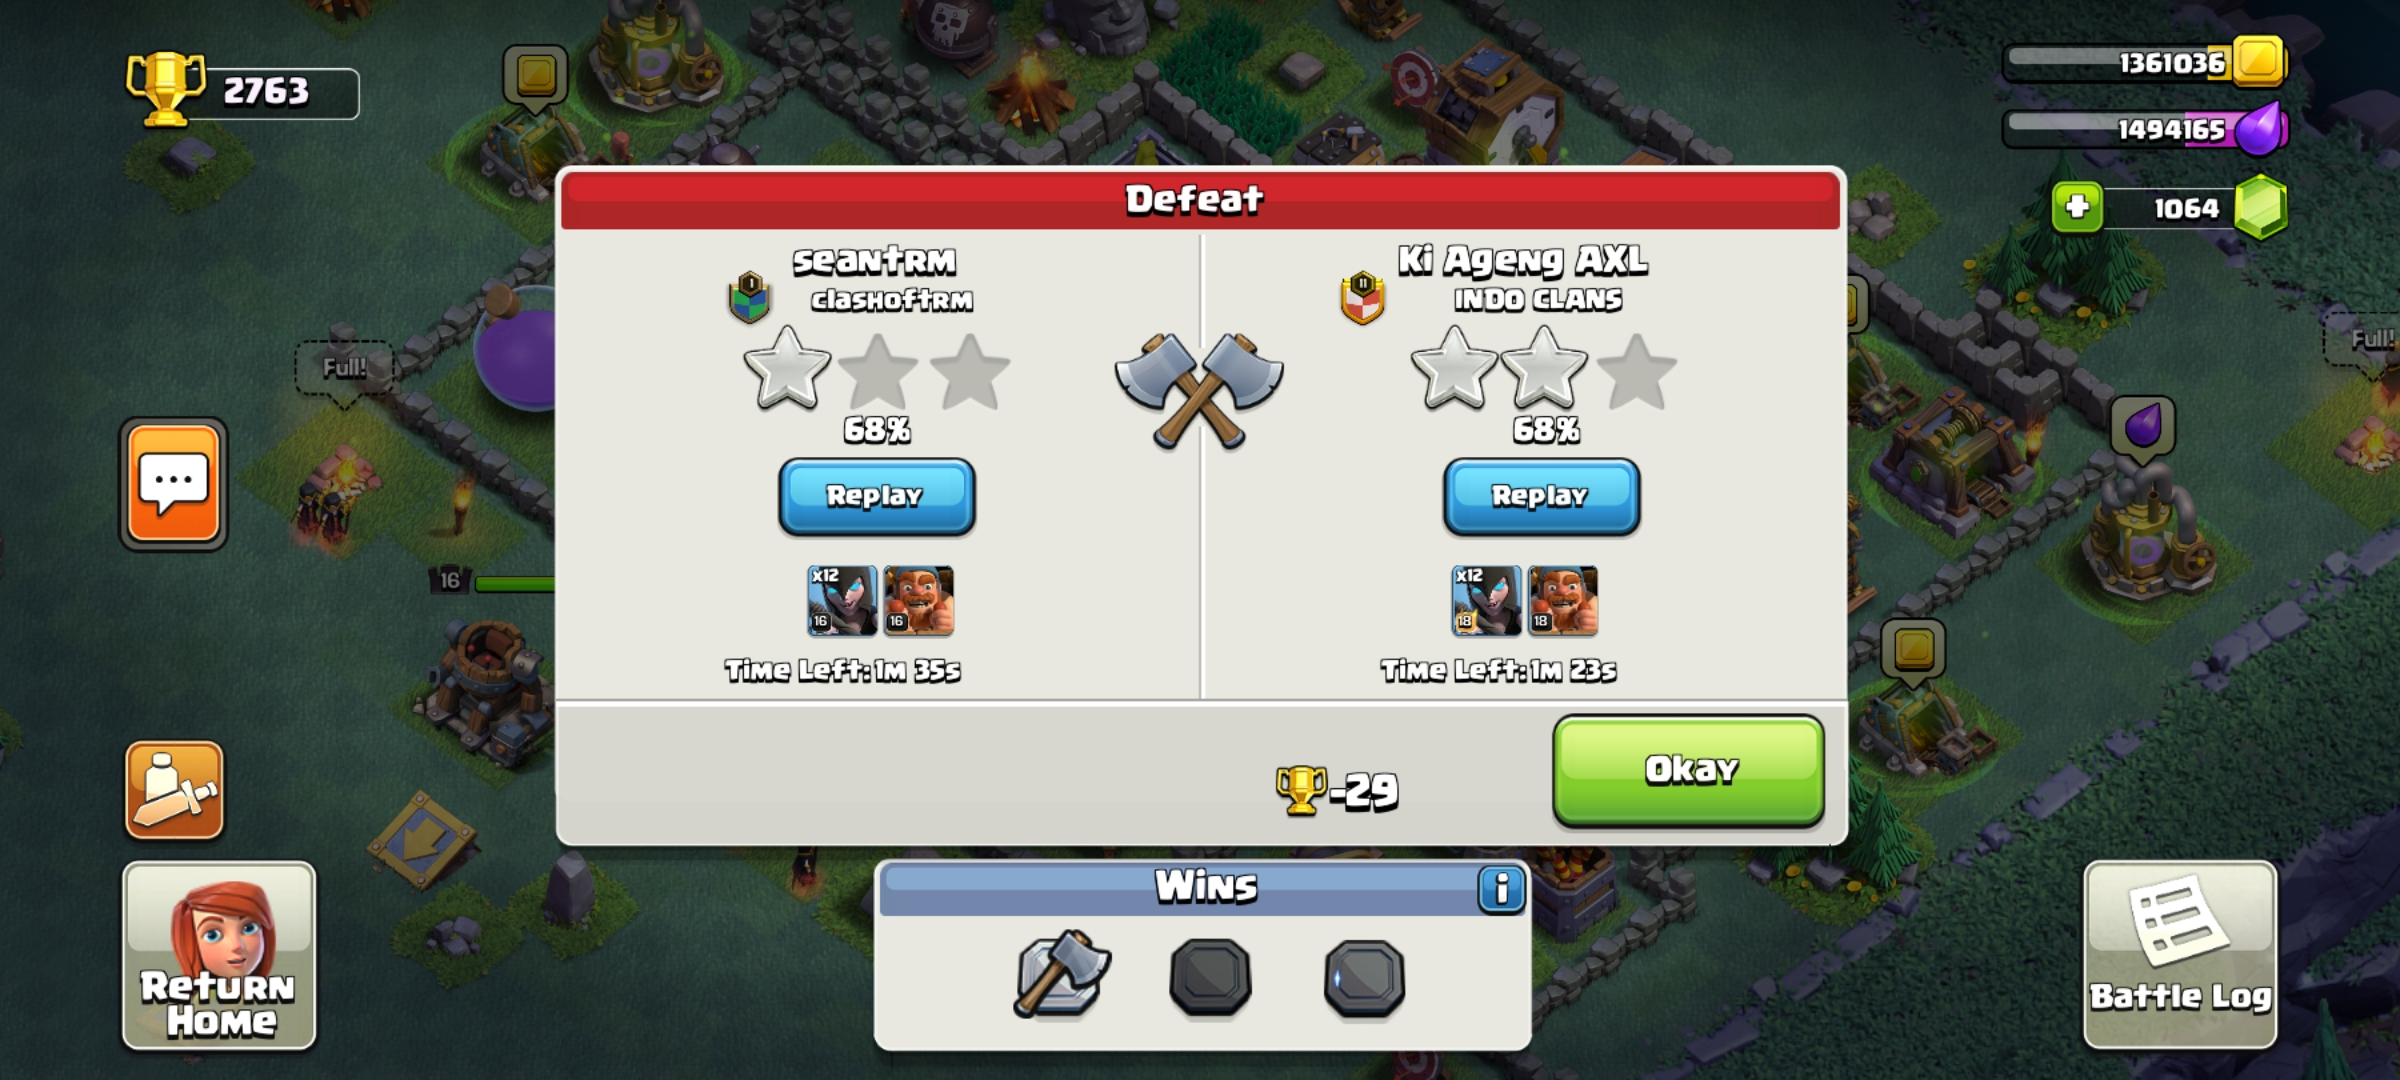 2763
1361036
1494165
1064
Defeat
seantrm
clashoftrm
Ki Ageng AXL
INDO CLANS
1
11
68%
68%
Replay
Replay
x12
16
16
x12
18
18
Time Left:1m 35s
Time Left:1m 23s
Full!
Full!
16
-29
Okay
Wins
i
Return
Home
Battle Log